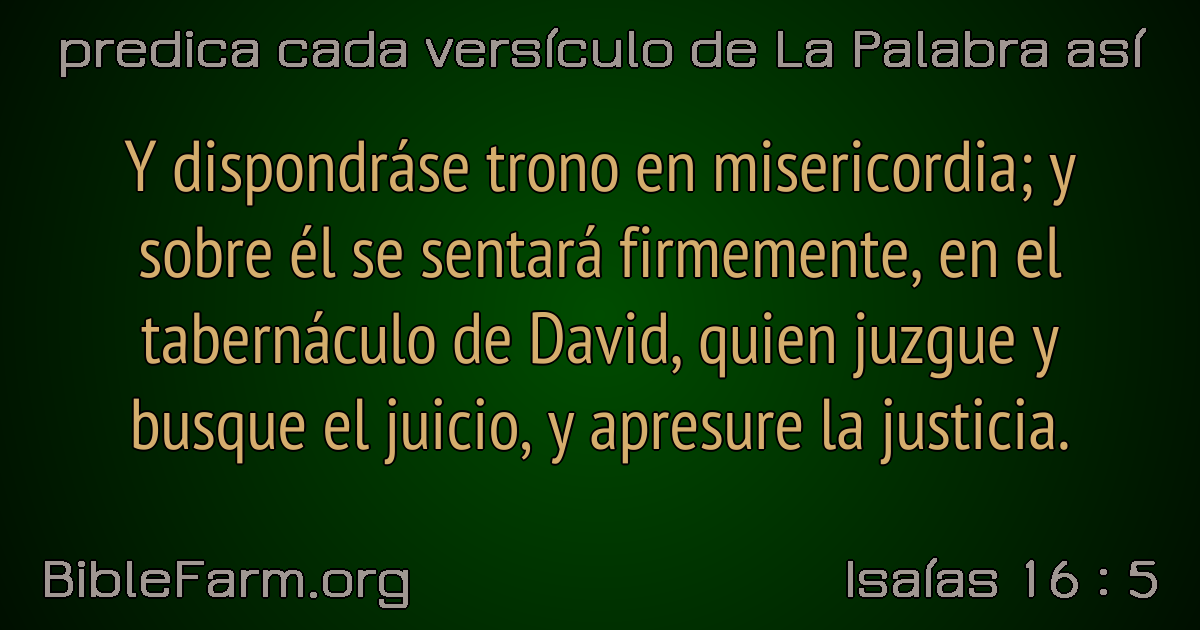 predica cada versículo de La Palabra así
Y dispondráse trono en misericordia; y
sobre él se sentará firmemente, en el
tabernáculo de David, quien juzgue y
busque el juicio, y apresure la justicia.
BibleFarm.org
Isaías 16 : 5